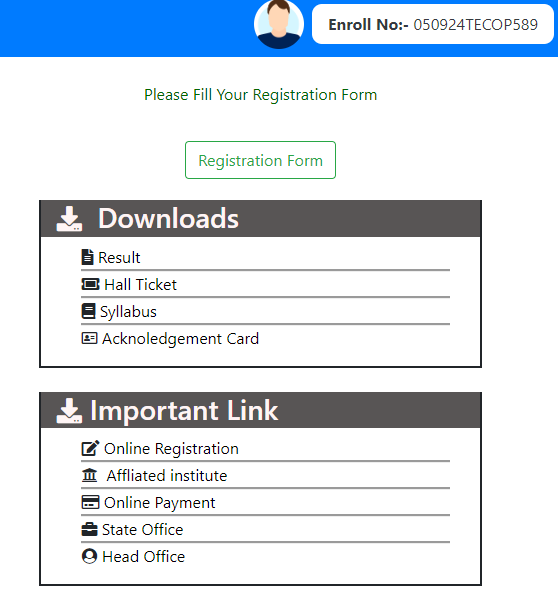 Enroll No:- 050924TECOP589
Please Fill Your Registration Form
Registration Form
Downloads
Result
Hall Ticket
Syllabus
Acknoledgement Card
Important Link
Online Registration
Affliated institute
Online Payment
State Office
Head Office